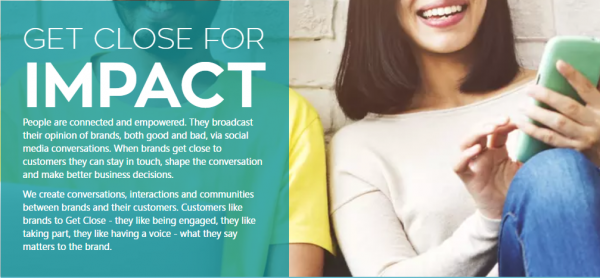 GET CLOSE FOR
IMPACT
People are connected and empowered. They broadcast
their opinion of brands, both good and bad, via social
media conversations. When brands get close to
customers they can stay in touch, shape the conversation
and make better business decisions.
We create conversations, interactions and communities
between brands and their customers. Customers like
brands to Get Close - they like being engaged, they like
taking part, they like having a voice - what they say
matters to the brand.